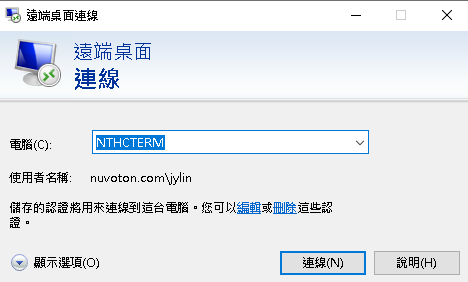 遠端桌面連線
遠端桌面
連線
電腦(C):
NTHCTERM
使用者名稱:
nuvoton.com\jylin
儲存的認證將用來連線到這台電腦。您可以編輯或刪除這些認
證。
顯示選項(O)
連線(N)
說明(H)